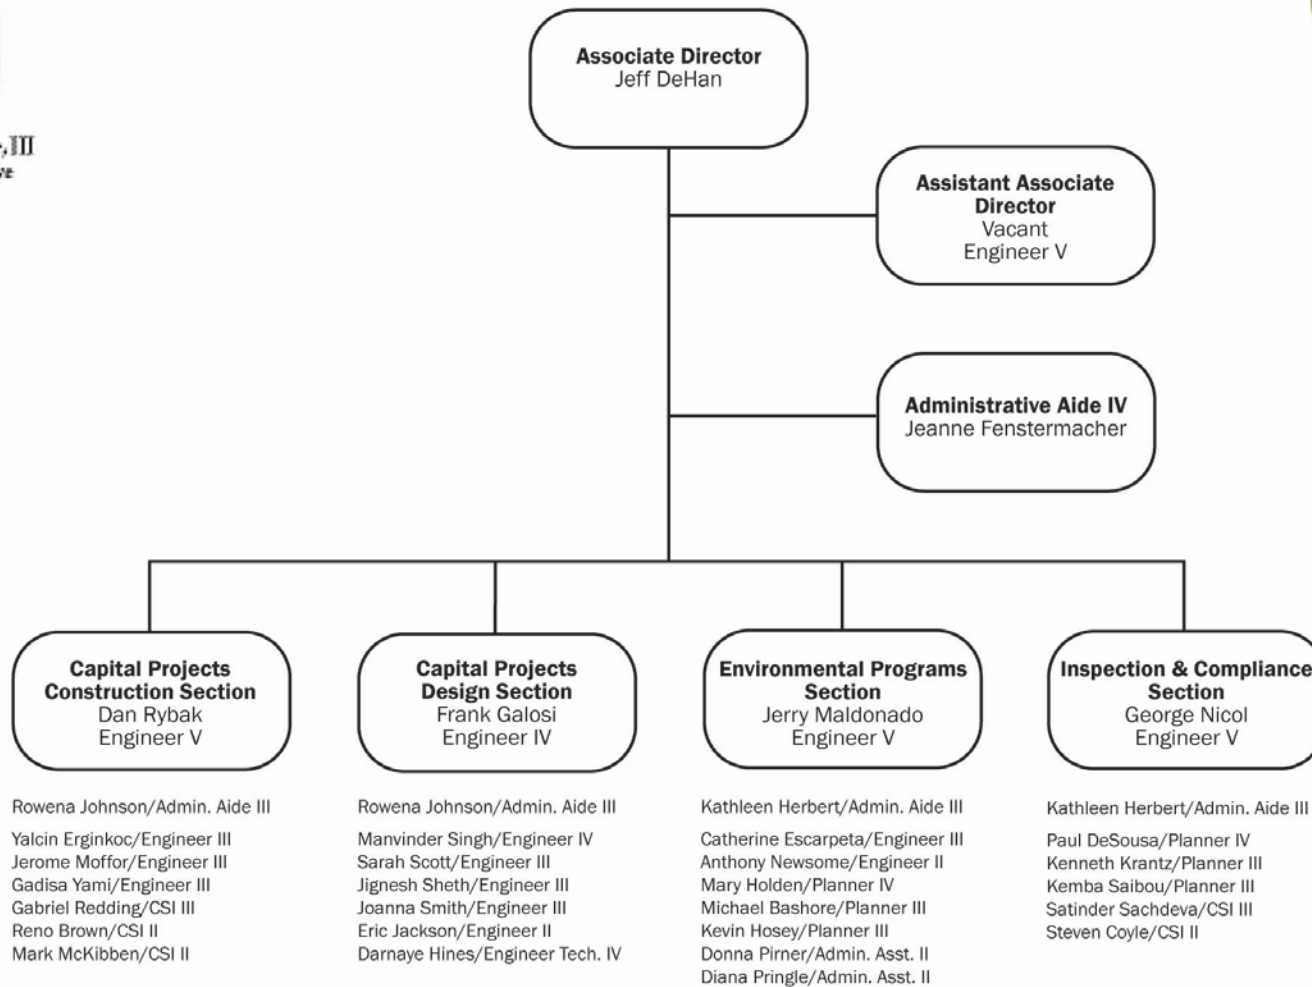 III
Associate Director
Jeff DeHan
Assistant Associate
Director
Vacant
Engineer V
Administrative Aide IV
Jeanne Fenstermacher
Capital Projects
Construction Section
Dan Rybak
Engineer V
Capital Projects
Design Section
Frank Galosi
Engineer IV
Environmental Programs
Section
Jerry Maldonado
Engineer V
Inspection & Compliance
Section
George Nicol
Engineer V
Rowena Johnson/Admin. Aide III
Yalcin Erginkoc/Engineer III
Jerome Moffor/Engineer III
Gadisa Yami/Engineer III
Gabriel Redding/CSI III
Reno Brown/CSI II
Mark McKibben/CSI II
Rowena Johnson/Admin. Aide III
Manvinder Singh/Engineer IV
Sarah Scott/Engineer III
Jignesh Sheth/Engineer III
Joanna Smith/Engineer III
Eric Jackson/Engineer II
Darnaye Hines/Engineer Tech. IV
Kathleen Herbert/Admin. Aide III
Catherine Escarpeta/Engineer III
Anthony Newsome/Engineer II
Mary Holden/Planner IV
Michael Bashore/Planner III
Kevin Hosey/Planner III
Donna Pirner/Admin. Asst. II
Diana Pringle/Admin. Asst. II
Kathleen Herbert/Admin. Aide III
Paul DeSousa/Planner IV
Kenneth Krantz/Planner III
Kemba Saibou/Planner III
Satinder Sachdeva/CSI III
Steven Coyle/CSI II